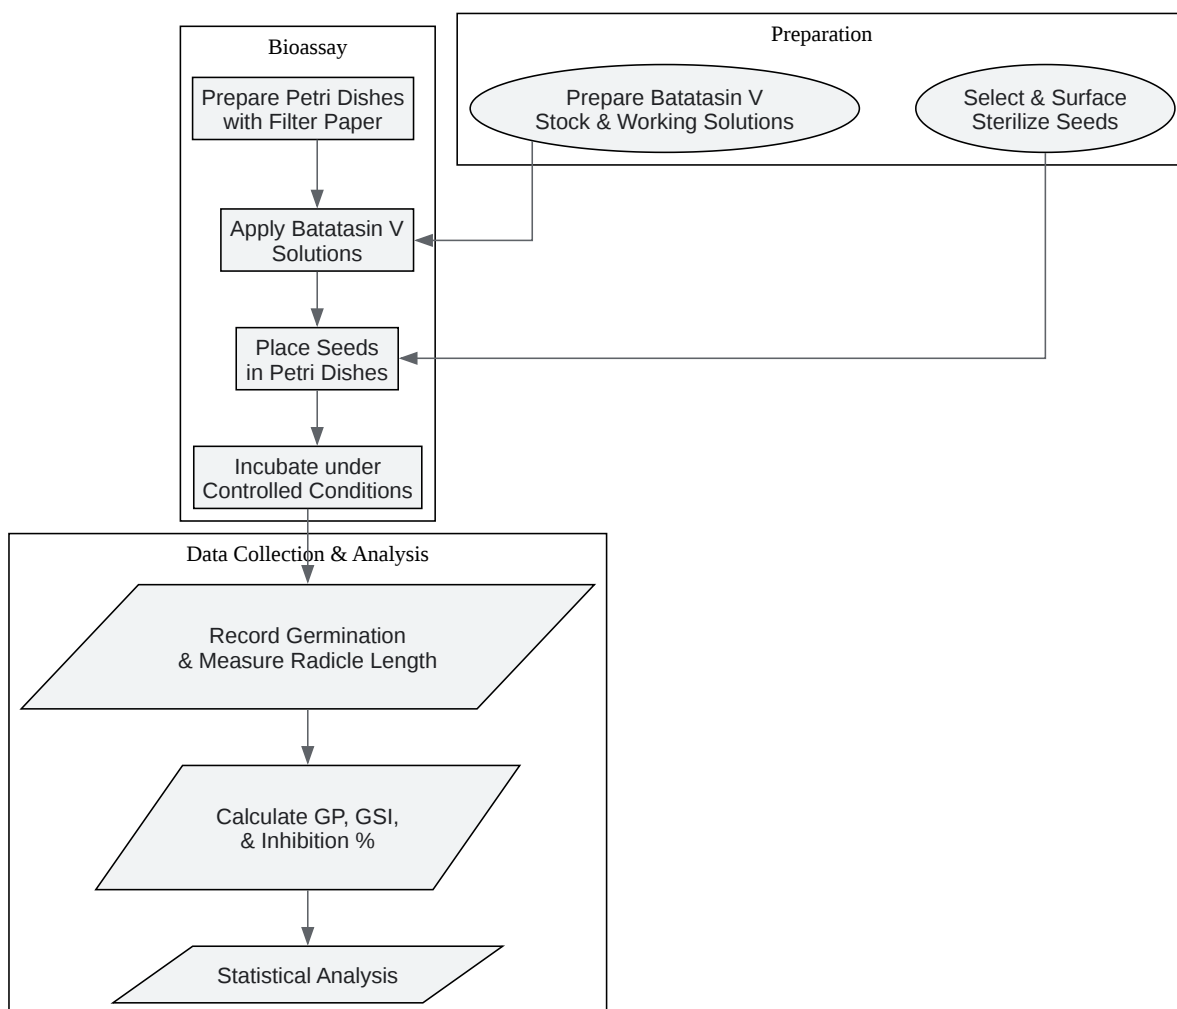 Preparation
Prepare Batatasin V
Stock & Working Solutions
Select & Surface
Sterilize Seeds
Bioassay
Prepare Petri Dishes
with Filter Paper
Apply Batatasin V
Solutions
Place Seeds
in Petri Dishes
Incubate under
Controlled Conditions
Data Collection & Analysis
Record Germination
& Measure Radicle Length
Calculate GP, GSI,
& Inhibition %
Statistical Analysis